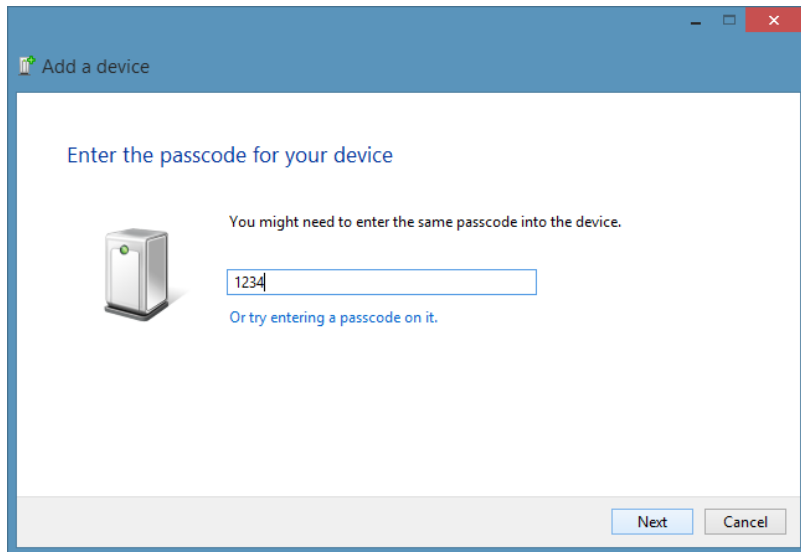 Add a device
Enter the passcode for your device
You might need to enter the same passcode into the device.
1234
Or try entering a passcode on it.
Next
Cancel